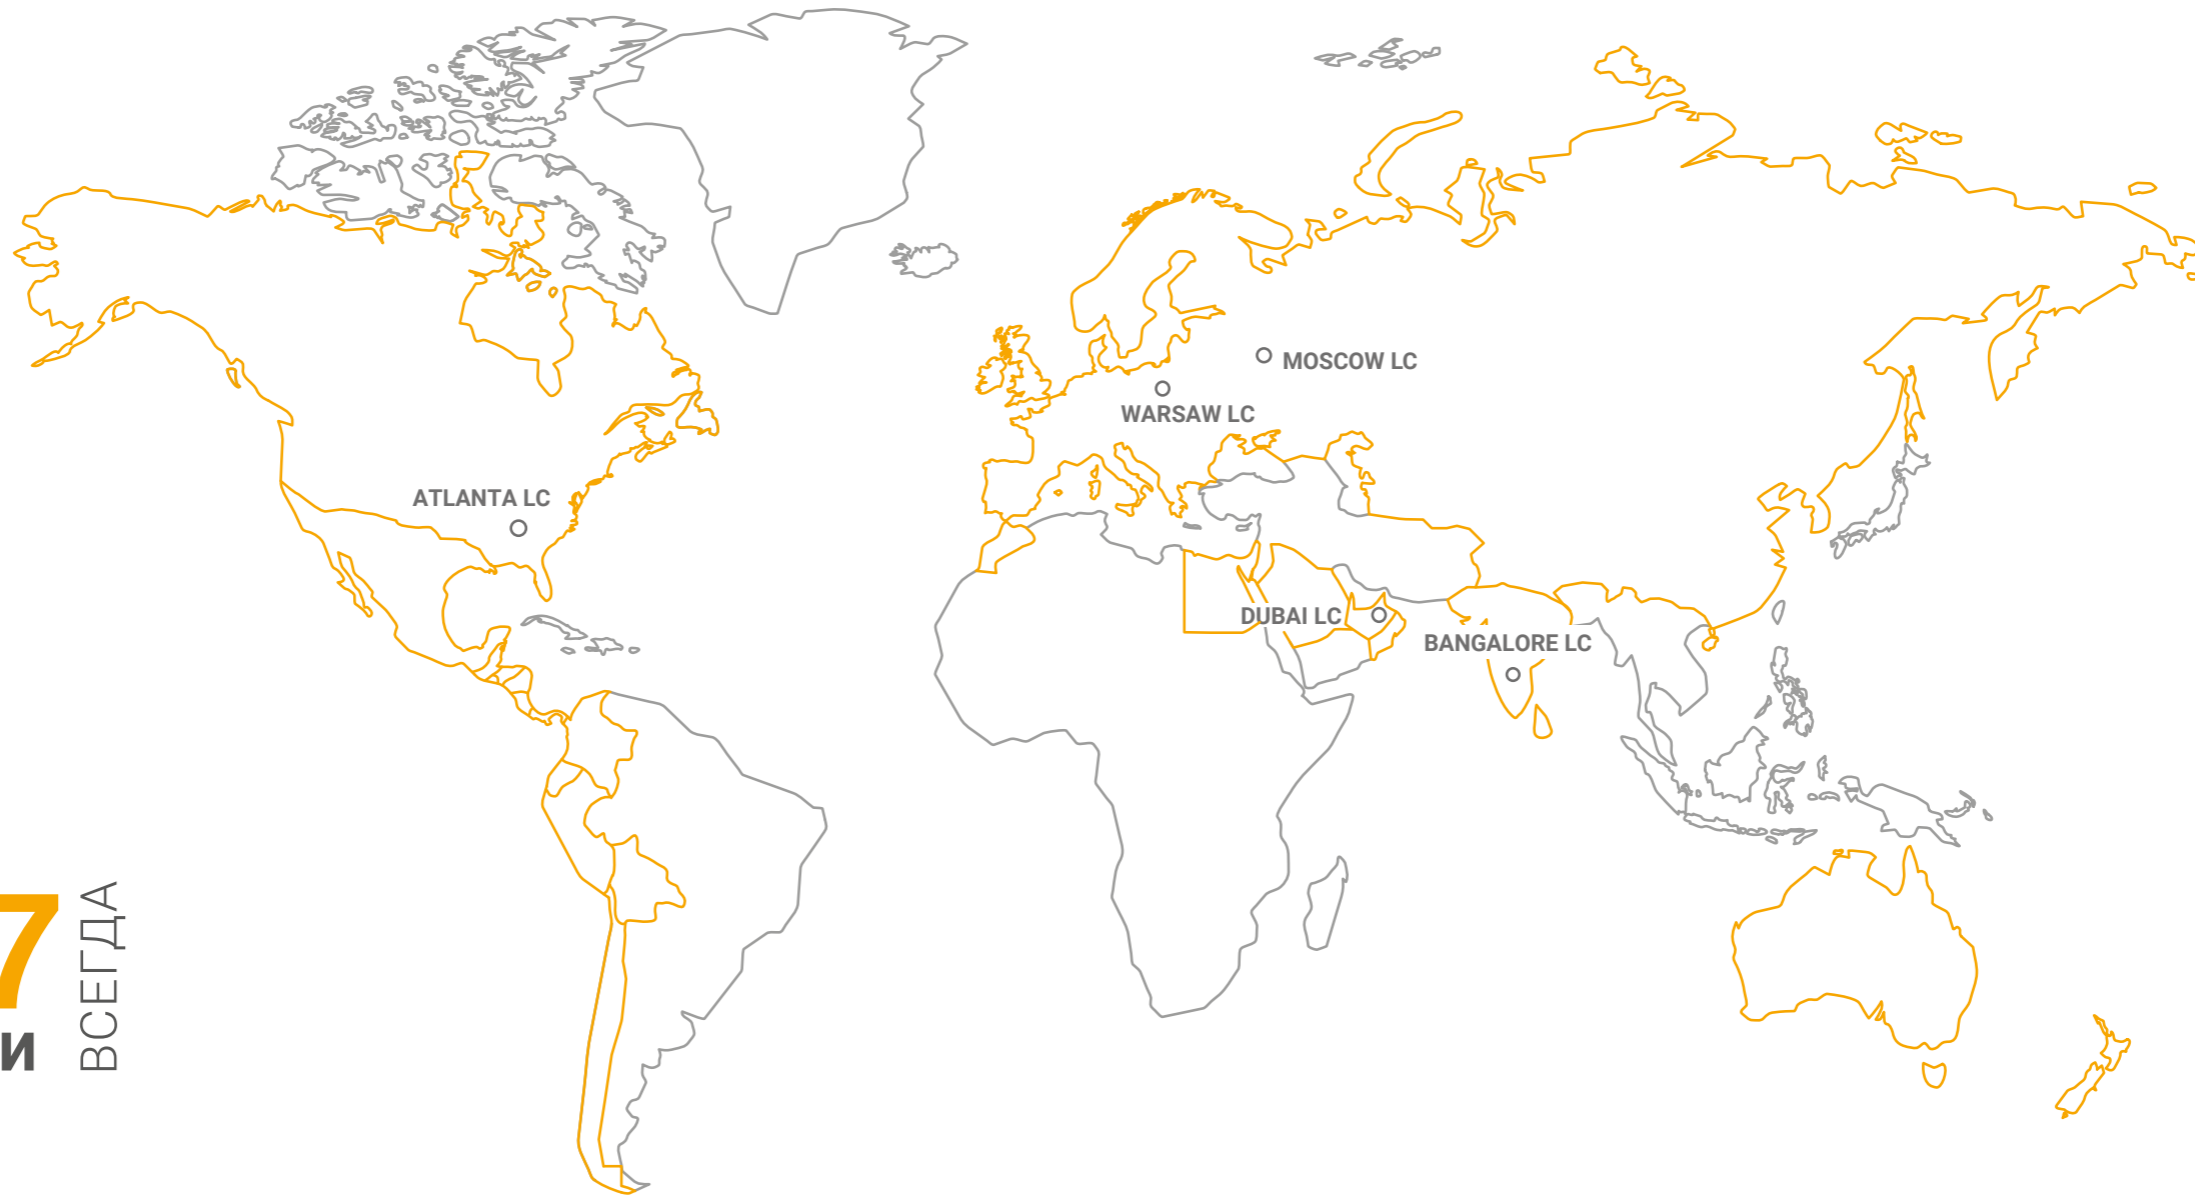 MOSCOW LC
WARSAW LC
ATLANTA LC
DUBAI LC
BANGALORE LC
7
ВСЕГДА